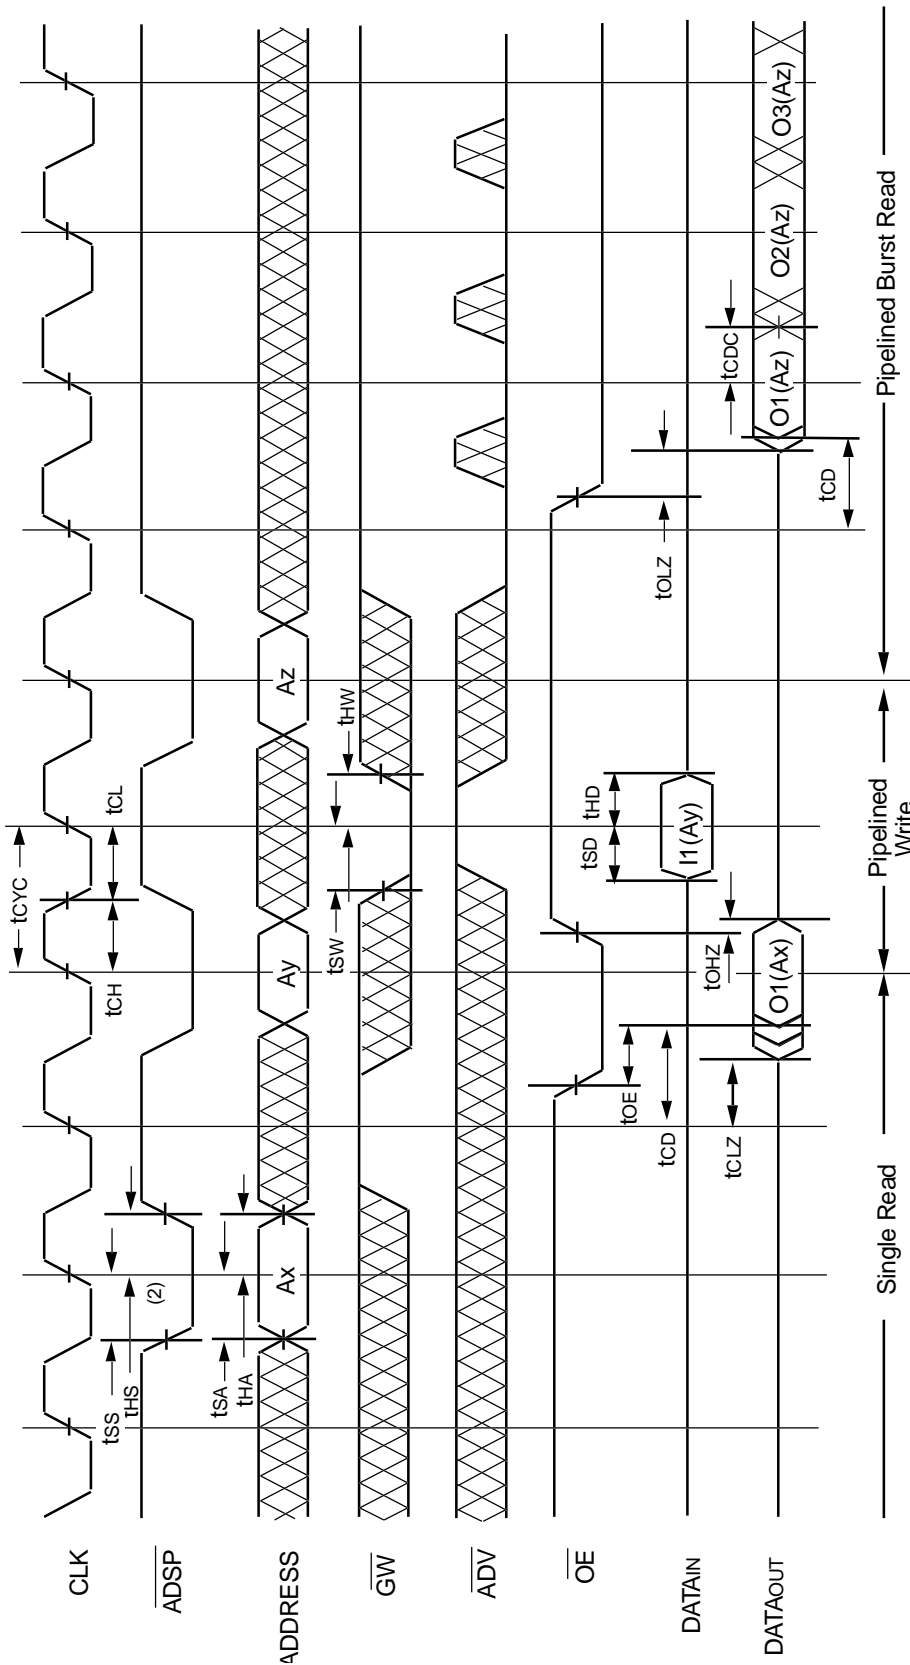 tCYC
tCH
tCL
CLK
tSS
tHS
(2)
ADSP
tSA
tHA
ADDRESS
Ax
Ay
Az
tSW
tHW
GW
ADV
OE
tOE
tOHZ
tOLZ
tSD
tHD
DATAIN
I1(Ay)
tCD
tCLZ
tCDC
tCD
DATAOUT
O1(Ax)
O1(Az)
O2(Az)
O3(Az)
Single Read
Pipelined
Write
Pipelined Burst Read